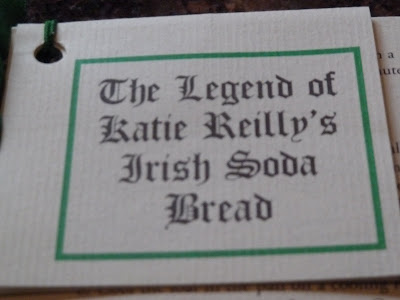 The Legend of
Katie Reilly's
Irish Soda
Bread